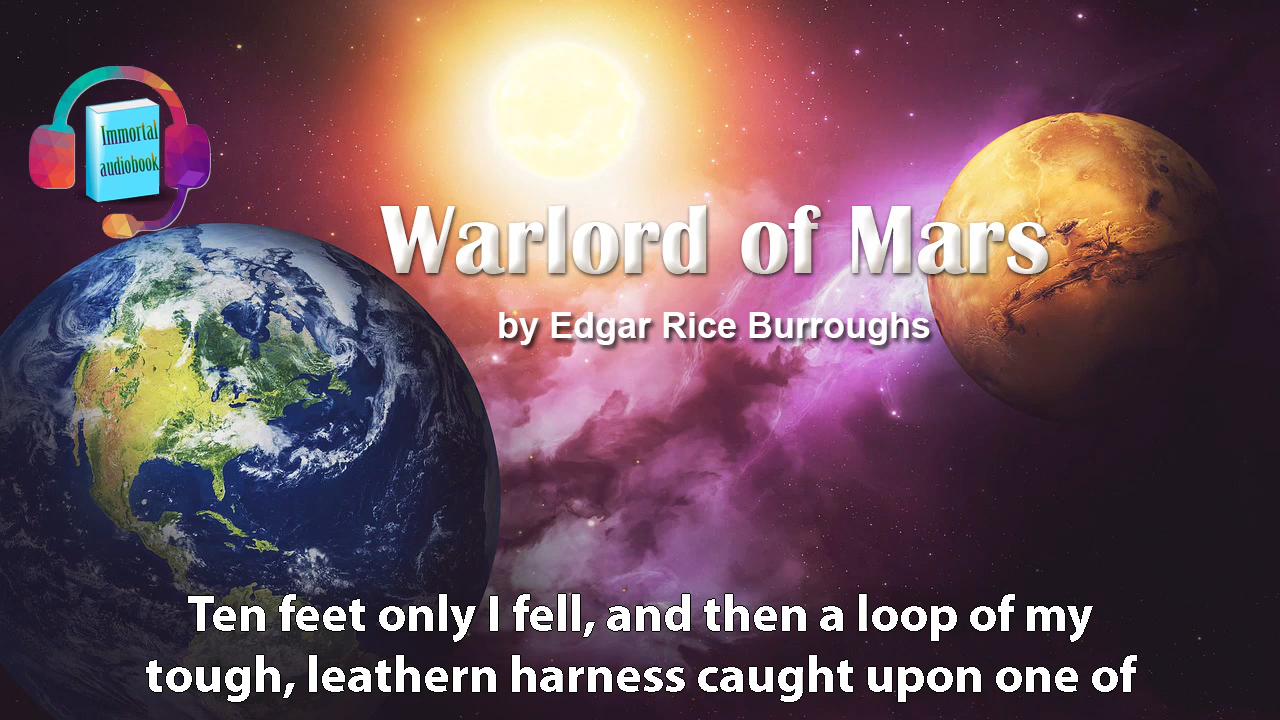 Immortal
audiobook
Warlord of Mars
by Edgar Rice Burroughs
Ten feet only I fell, and then a loop of my
tough, leathern harness caught upon one of